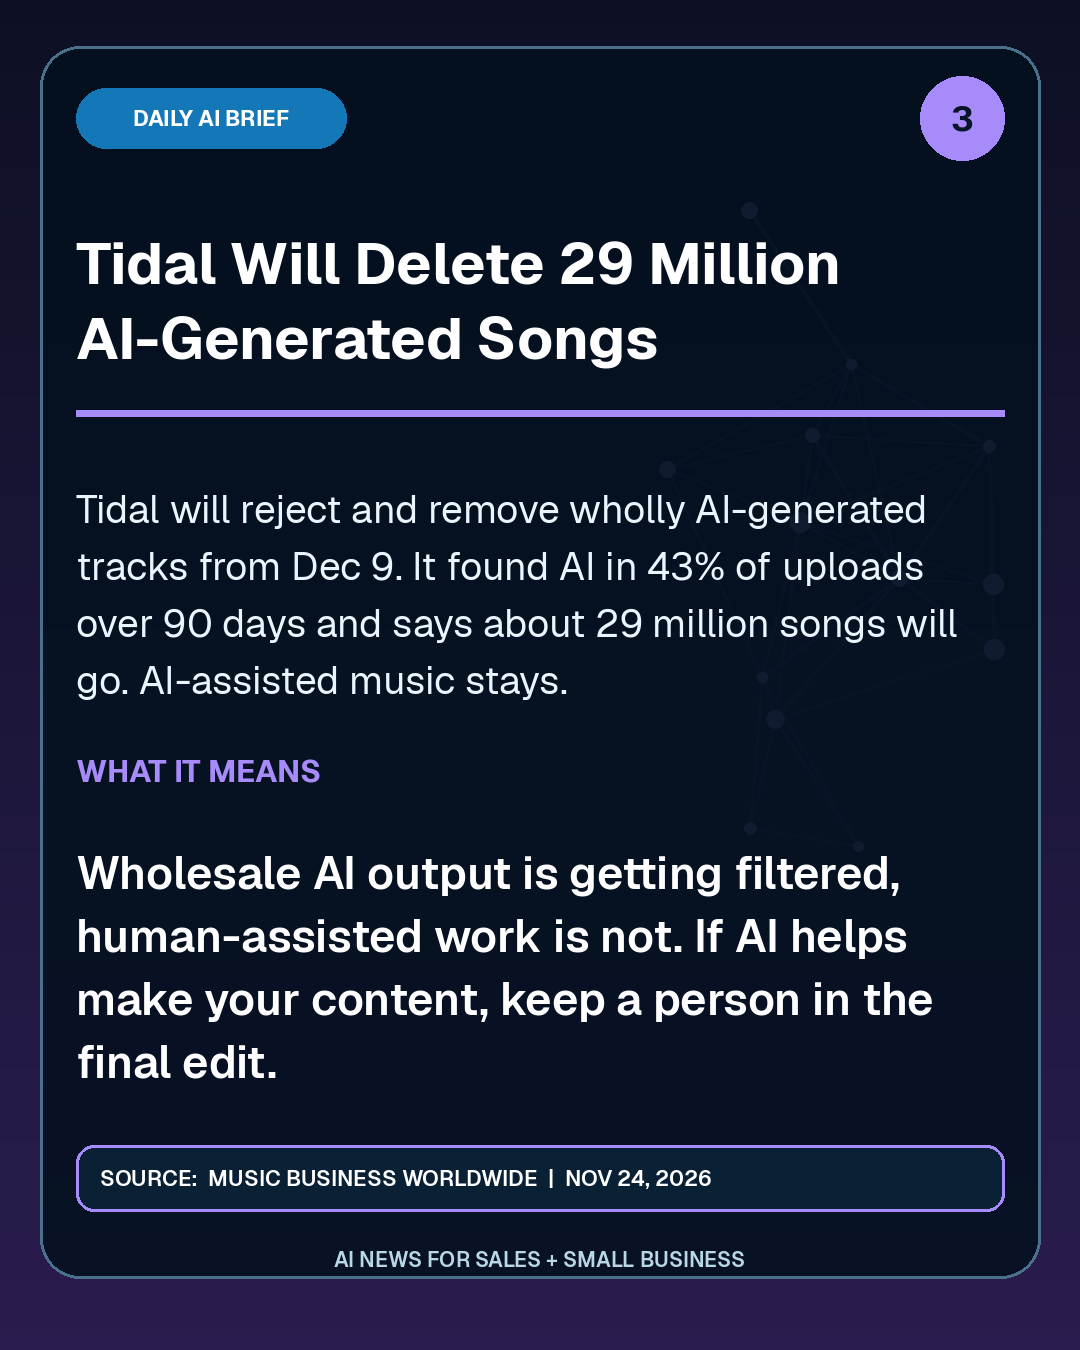 DAILY AI BRIEF
3
Tidal Will Delete 29 Million
AI-Generated Songs
Tidal will reject and remove wholly AI-generated
tracks from Dec 9. It found AI in 43% of uploads
over 90 days and says about 29 million songs will
go. AI-assisted music stays.
WHAT IT MEANS
Wholesale AI output is getting filtered,
human-assisted work is not. If AI helps
make your content, keep a person in the
final edit.
SOURCE: MUSIC BUSINESS WORLDWIDE | NOV 24, 2026
AI NEWS FOR SALES + SMALL BUSINESS